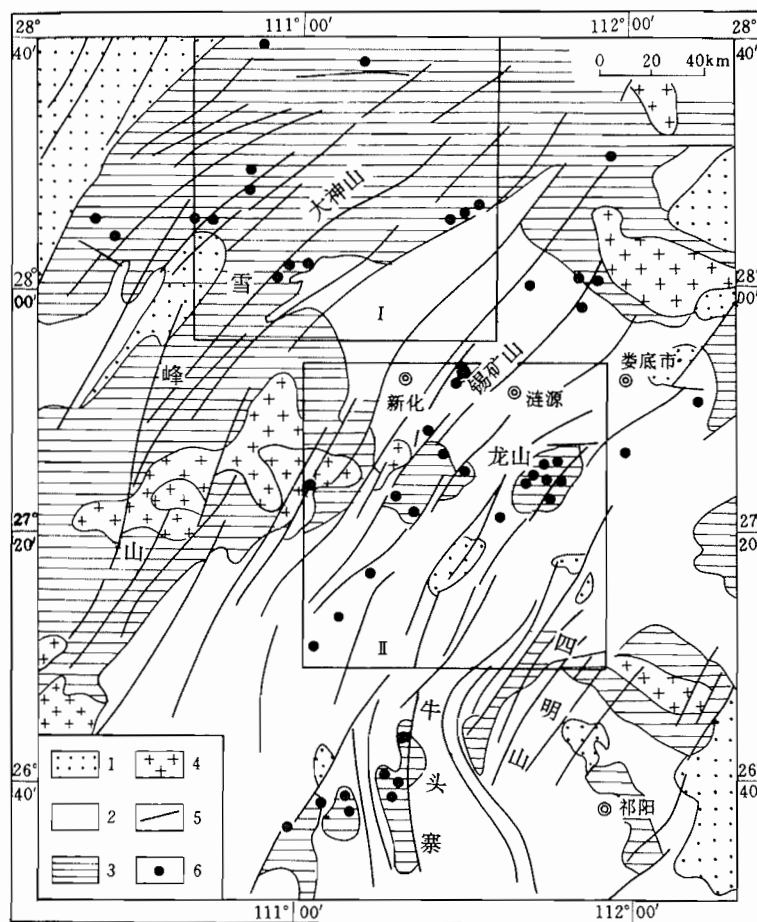 111°00′
112°00′
28°
40′
28°
40′
0 20 40km
大神山
雪
28°
00′
28°
00′
I
峰
锡矿山
娄底市
新化
涟源
龙山
27°
20′
27°
20′
山
II
四
明
山
牛
头
寨
1
4
2
5
3
6
26°
40′
26°
40′
祁阳
111°00′
112°00′